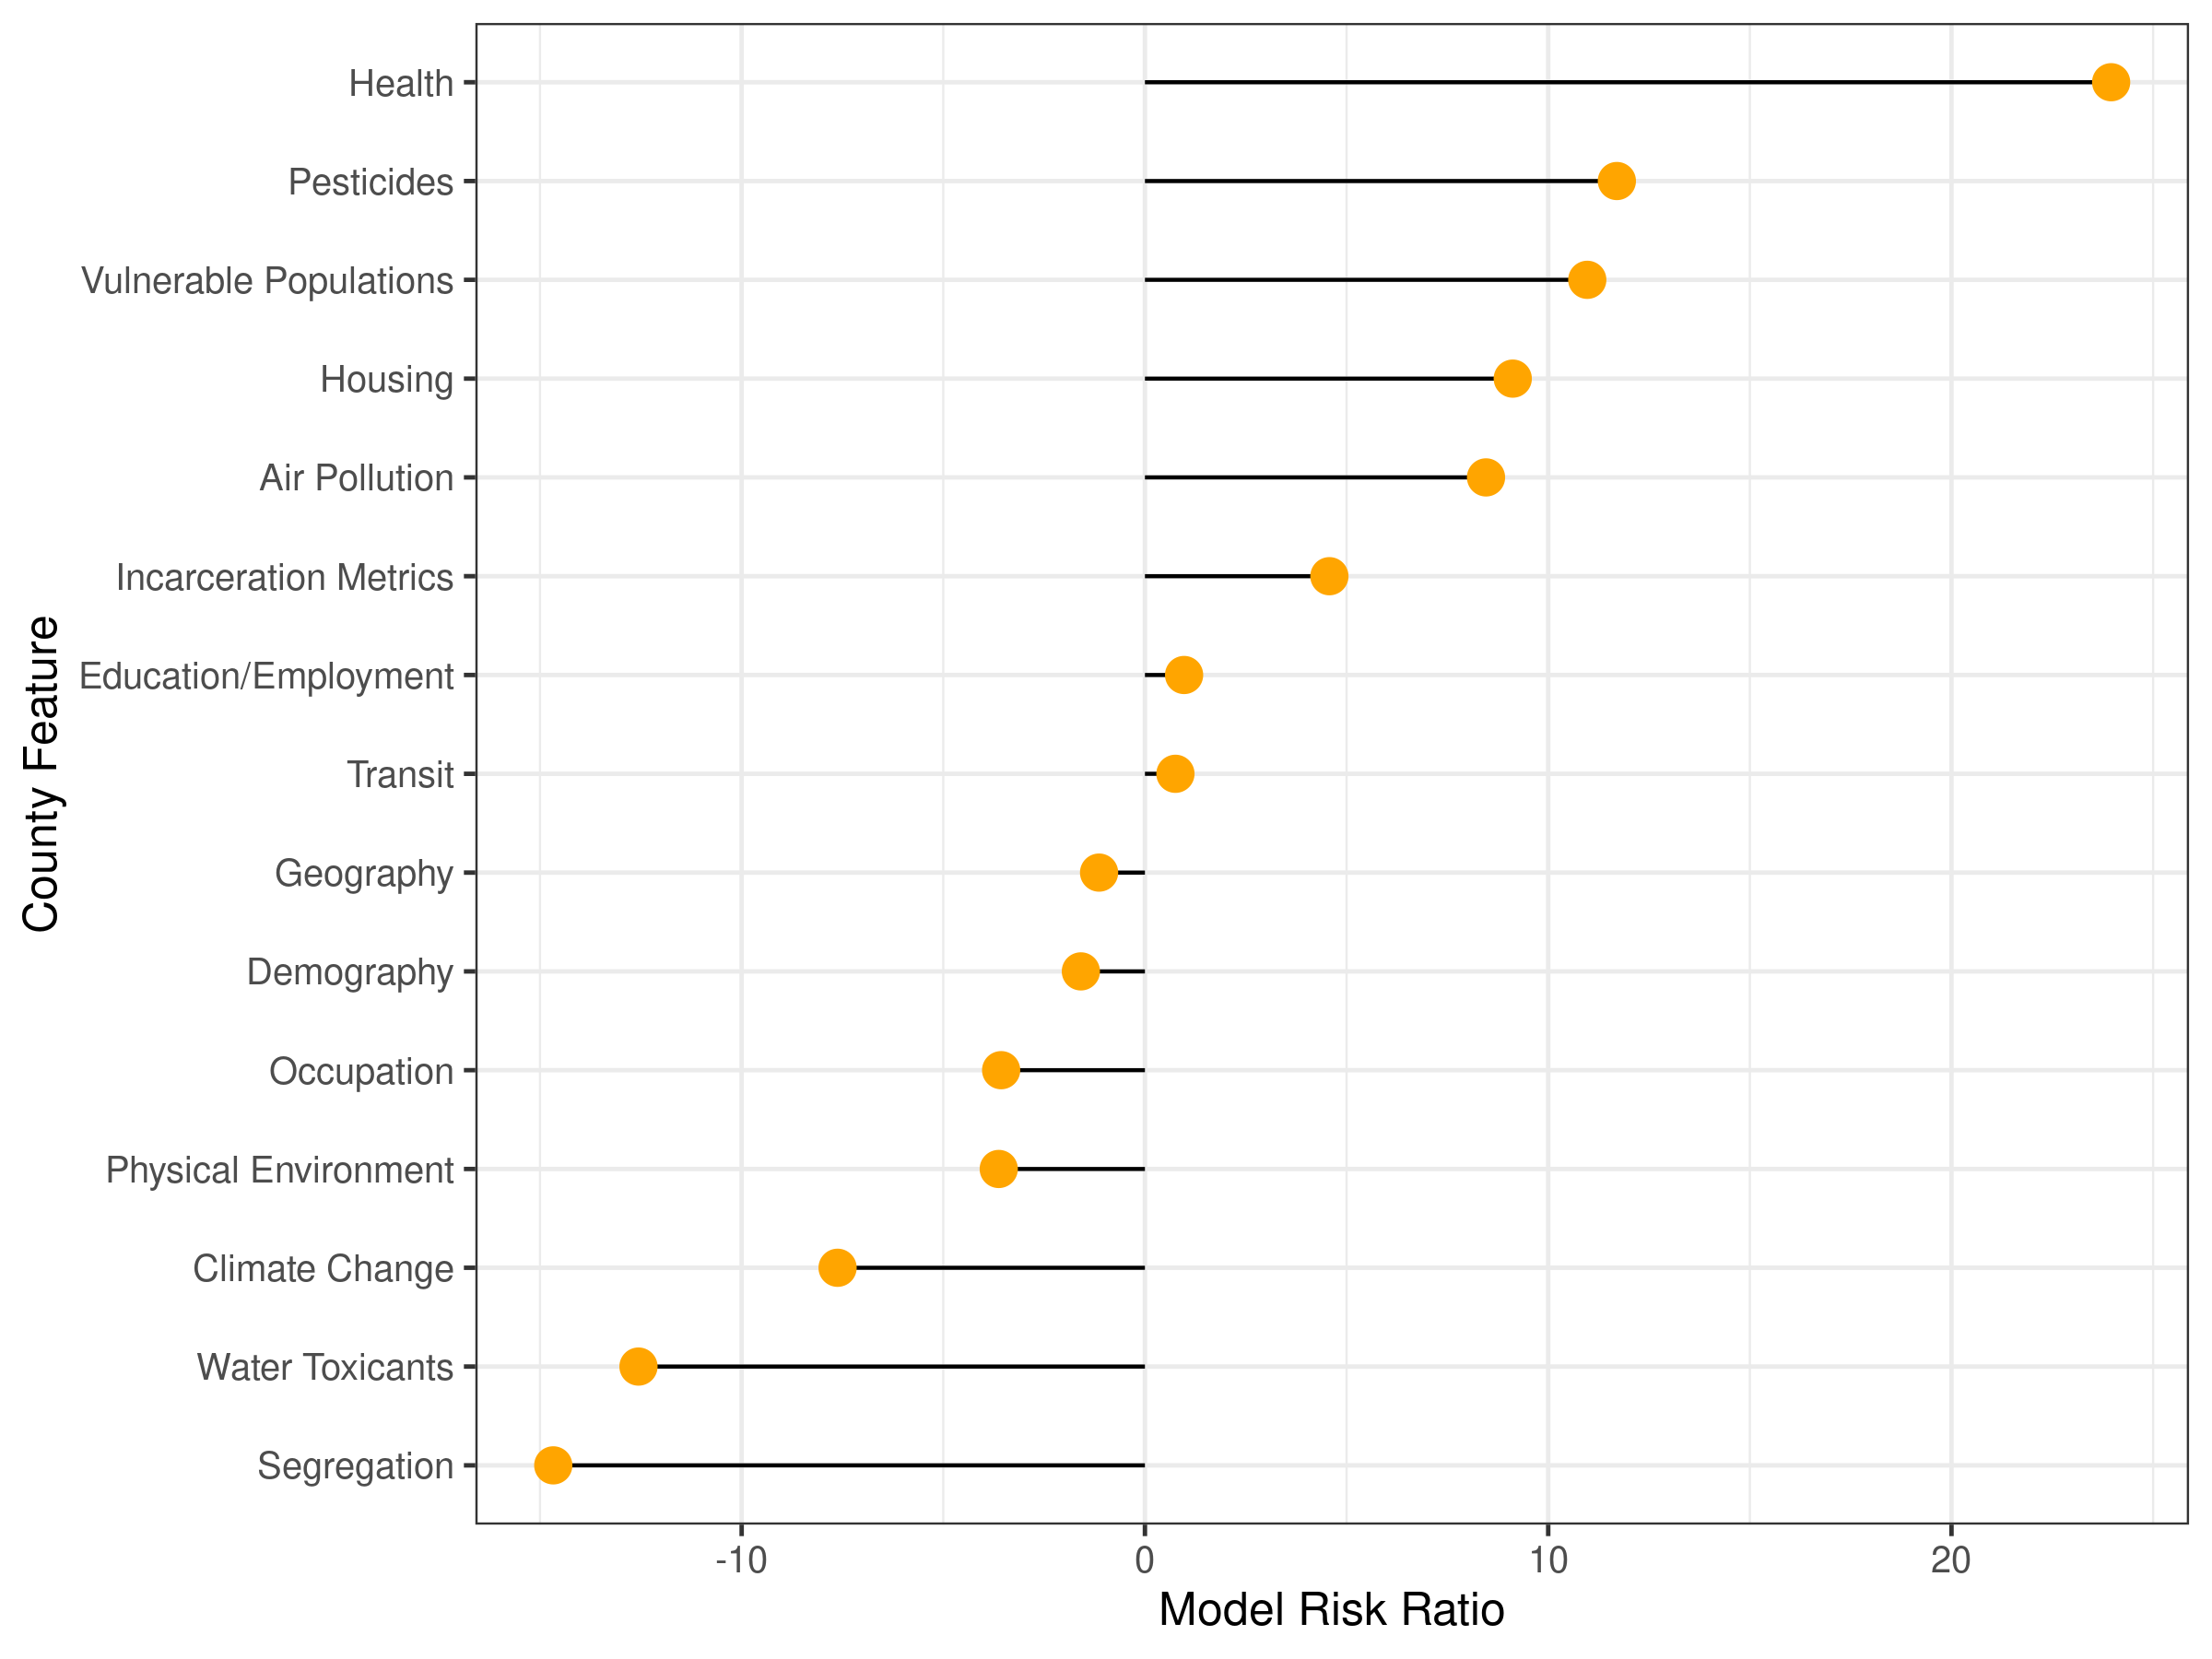 Health
Pesticides
Vulnerable Populations
Housing
Air Pollution
Incarceration Metrics
Education/Employment
Transit
Geography
Demography
Occupation
Physical Environment
Climate Change
Water Toxicants
Segregation
County Feature
-10 0 10 20
Model Risk Ratio